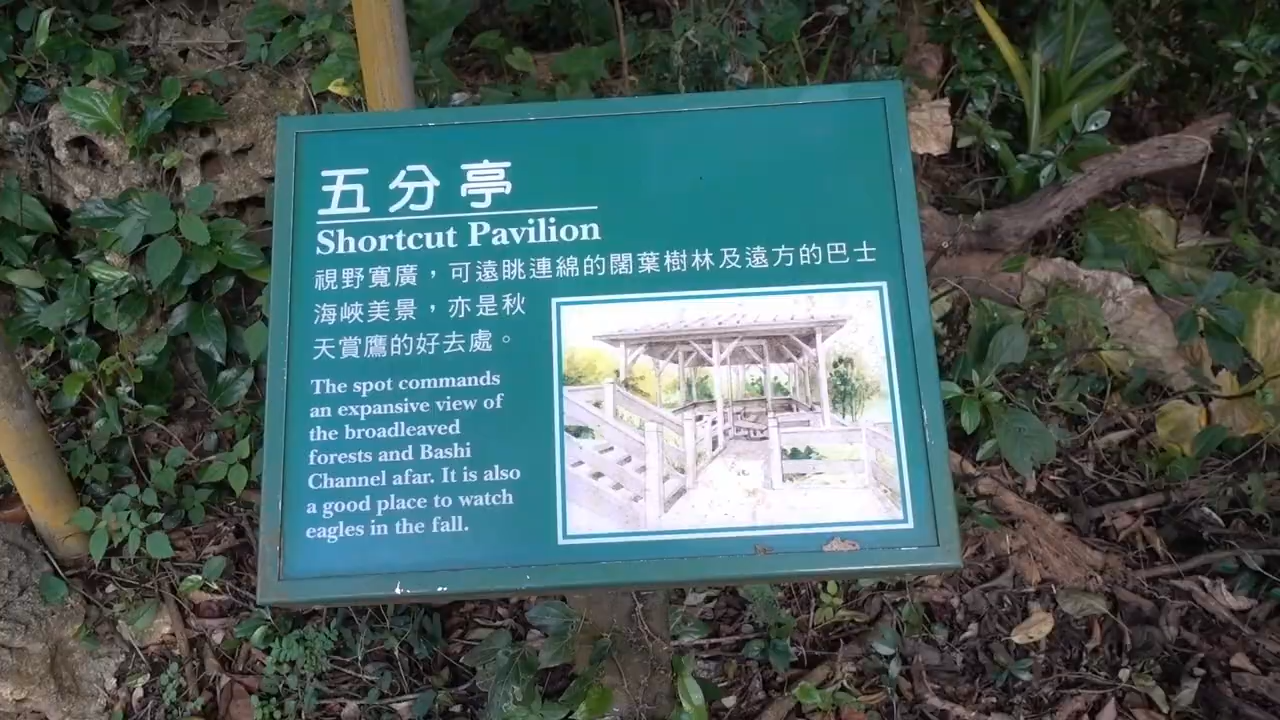 五分亭
Shortcut Pavilion
視野寬廣，可遠眺連綿的闊葉樹林及遠方的巴士
海峽美景，亦是秋
天賞鷹的好去處。
The spot commands
an expansive view of
the broadleaved
forests and Bashi
Channel afar. It is also
a good place to watch
eagles in the fall.